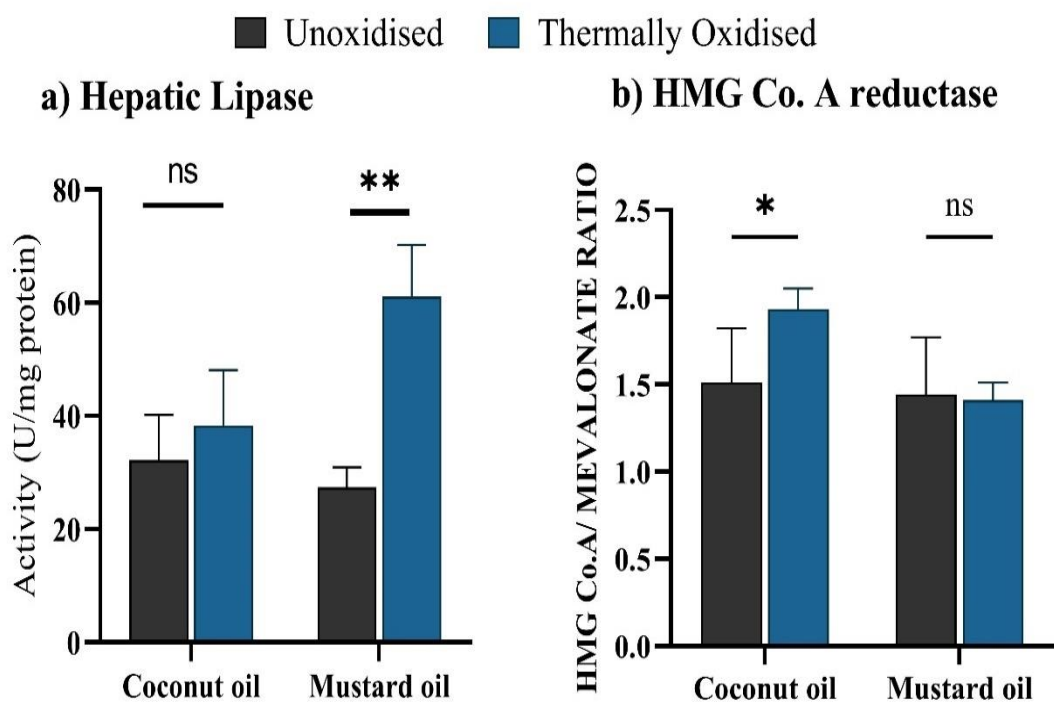 Unoxidised Thermally Oxidised
a) Hepatic Lipase
b) HMG Co. A reductase
Activity (U/mg protein)
80
60
40
20
0
ns
**
Coconut oil Mustard oil
HMG Co.A/ MEVALONATE RATIO
2.5
2.0
1.5
1.0
0.5
0.0
*
ns
Coconut oil Mustard oil